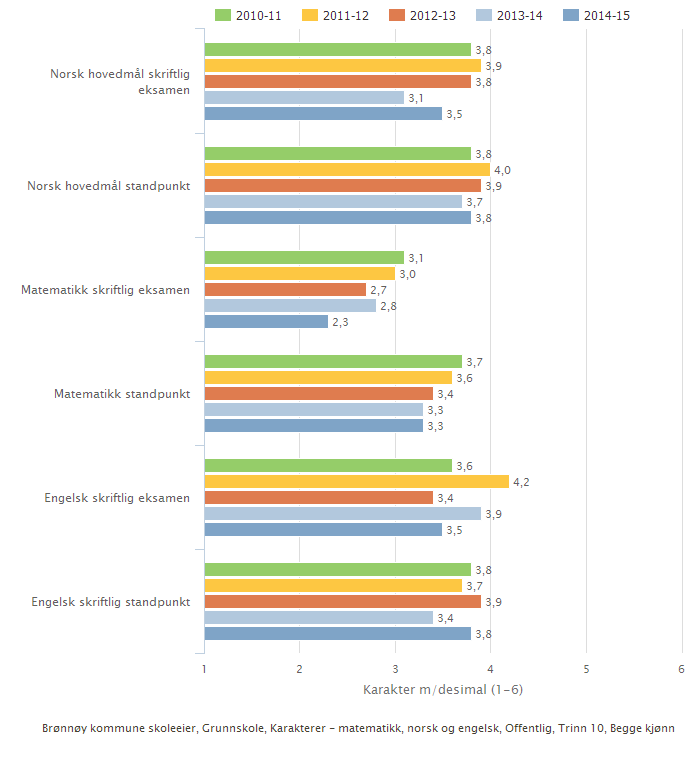 2010-11 2011-12 2012-13 2013-14 2014-15
Norsk hovedmål skriftlig
eksamen
3,8
3,9
3,8
3,1
3,5
Norsk hovedmål standpunkt
3,8
4,0
3,9
3,7
3,8
Matematikk skriftlig eksamen
3,1
3,0
2,7
2,8
2,3
Matematikk standpunkt
3,7
3,6
3,4
3,3
3,3
Engelsk skriftlig eksamen
3,6
4,2
3,4
3,9
3,5
Engelsk skriftlig standpunkt
3,8
3,7
3,9
3,4
3,8
1 2 3 4 5 6
Karakter m/desimal (1-6)
Brønnøy kommune skoleeier, Grunnskole, Karakterer - matematikk, norsk og engelsk, Offentlig, Trinn 10, Begge kjønn